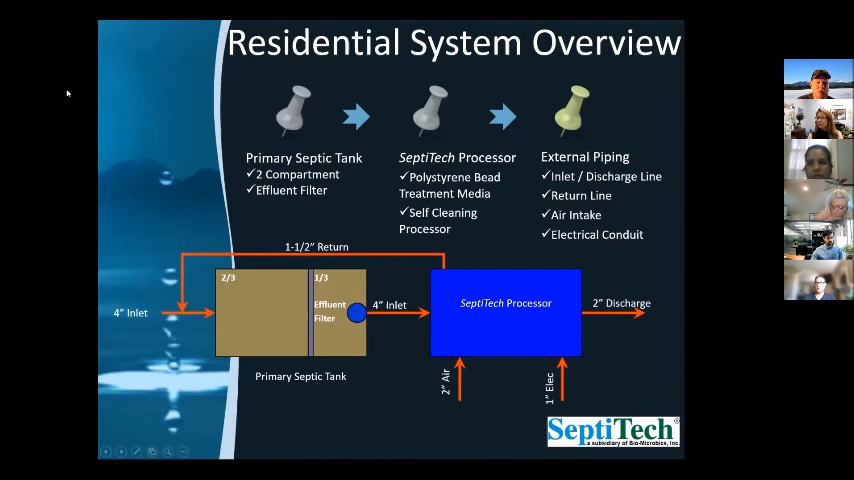 Residential System Overview
Primary Septic Tank
✓2 Compartment
✓Effluent Filter
SeptiTech Processor
✓Polystyrene Bead
Treatment Media
✓Self Cleaning
Processor
External Piping
✓Inlet / Discharge Line
✓Return Line
✓Air Intake
✓Electrical Conduit
1-1/2" Return
2/3
1/3
Effluent
Filter
4" Inlet
4" Inlet
SeptiTech Processor
2" Discharge
Primary Septic Tank
2" Air
1" Elec
SeptiTech®
a subsidiary of Bio-Microbics, Inc.